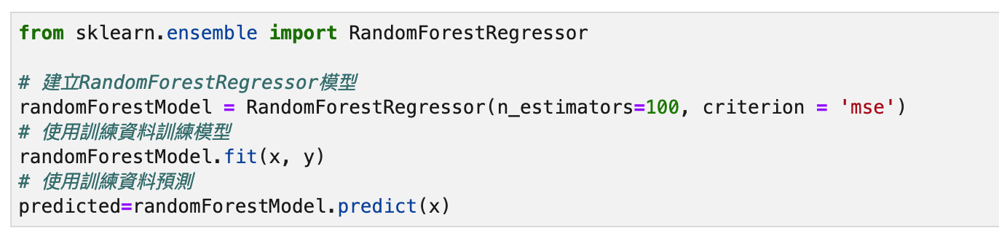 from sklearn.ensemble import RandomForestRegressor
# 建立RandomForestRegressor模型
randomForestModel = RandomForestRegressor(n_estimators=100, criterion = 'mse')
# 使用訓練資料訓練模型
randomForestModel.fit(x, y)
# 使用訓練資料預測
predicted=randomForestModel.predict(x)